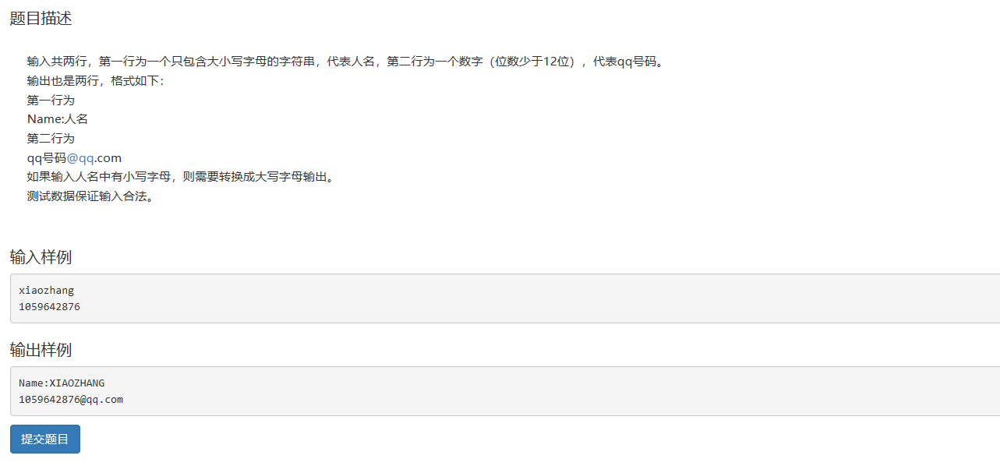 题目描述
输入共两行，第一行为一个只包含大小写字母的字符串，代表人名，第二行为一个数字（位数少于12位），代表qq号码。
输出也是两行，格式如下：
第一行为
Name:人名
第二行为
qq号码@qq.com
如果输入人名中有小写字母，则需要转换成大写字母输出。
测试数据保证输入合法。
输入样例
xiaozhang
1059642876
输出样例
Name:XIAOZHANG
1059642876@qq.com
提交题目